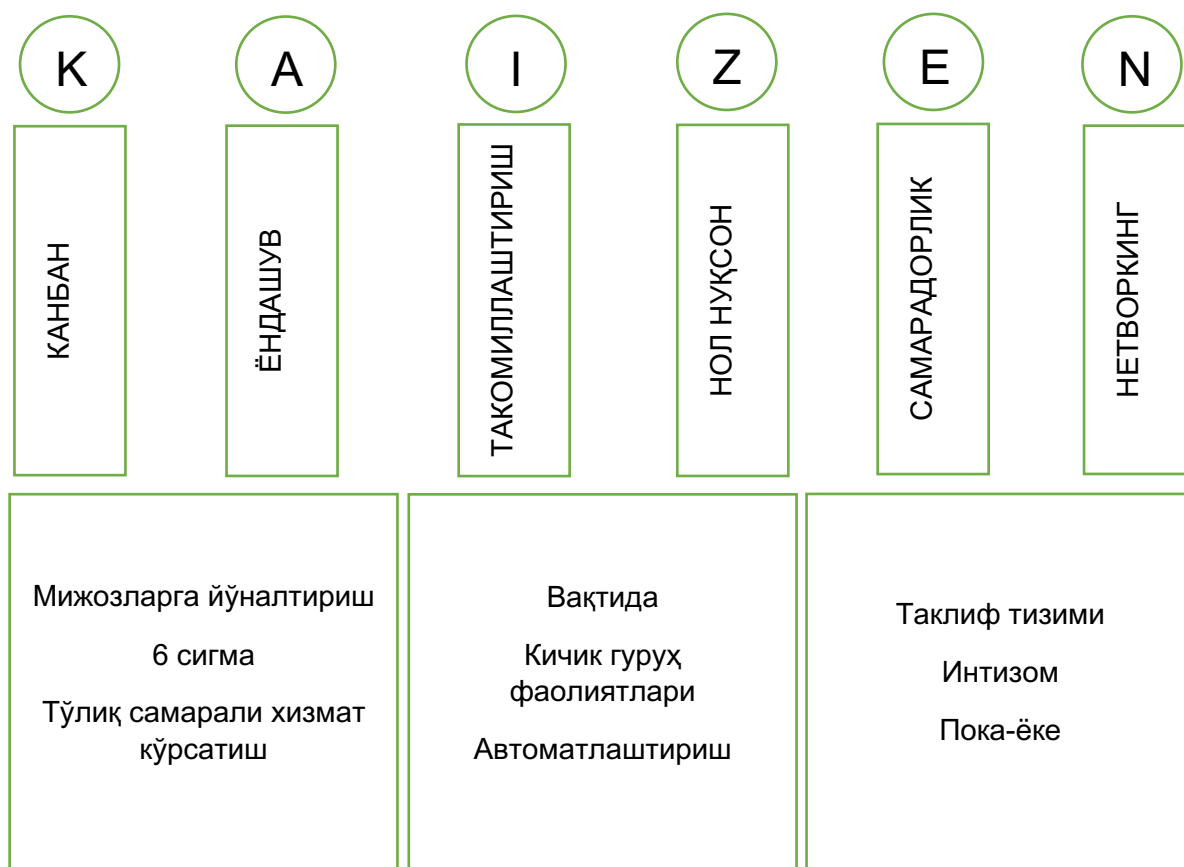 K A I Z E N
КАНБАН
ЁНДАШУВ
ТАКОМИЛЛАШТИРИШ
НОЛ НУҚСОН
САМАРАДОРЛИК
НЕТВОРКИНГ
Мижозларга йўналтириш
6 сигма
Тўлиқ самарали хизмат
кўрсатиш
Вақтида
Кичик гуруҳ
фаолиятлари
Автоматлаштириш
Таклиф тизими
Интизом
Пока-ёке